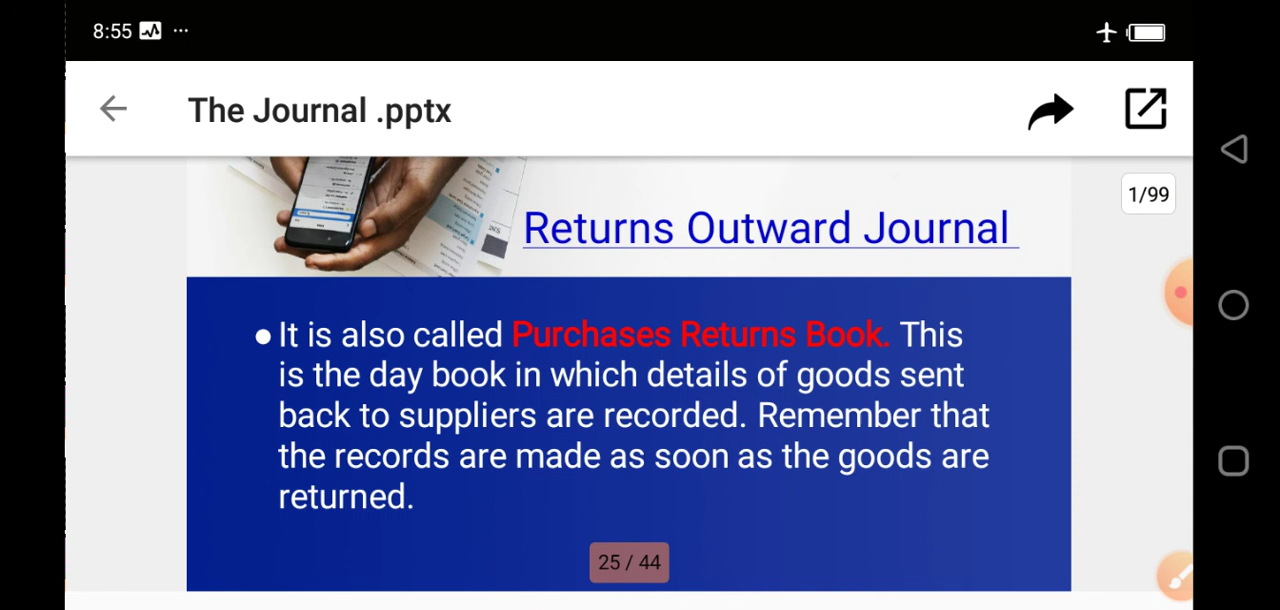 8:55 ...
The Journal .pptx
1/99
Returns Outward Journal
• It is also called Purchases Returns Book. This
is the day book in which details of goods sent
back to suppliers are recorded. Remember that
the records are made as soon as the goods are
returned.
25 / 44